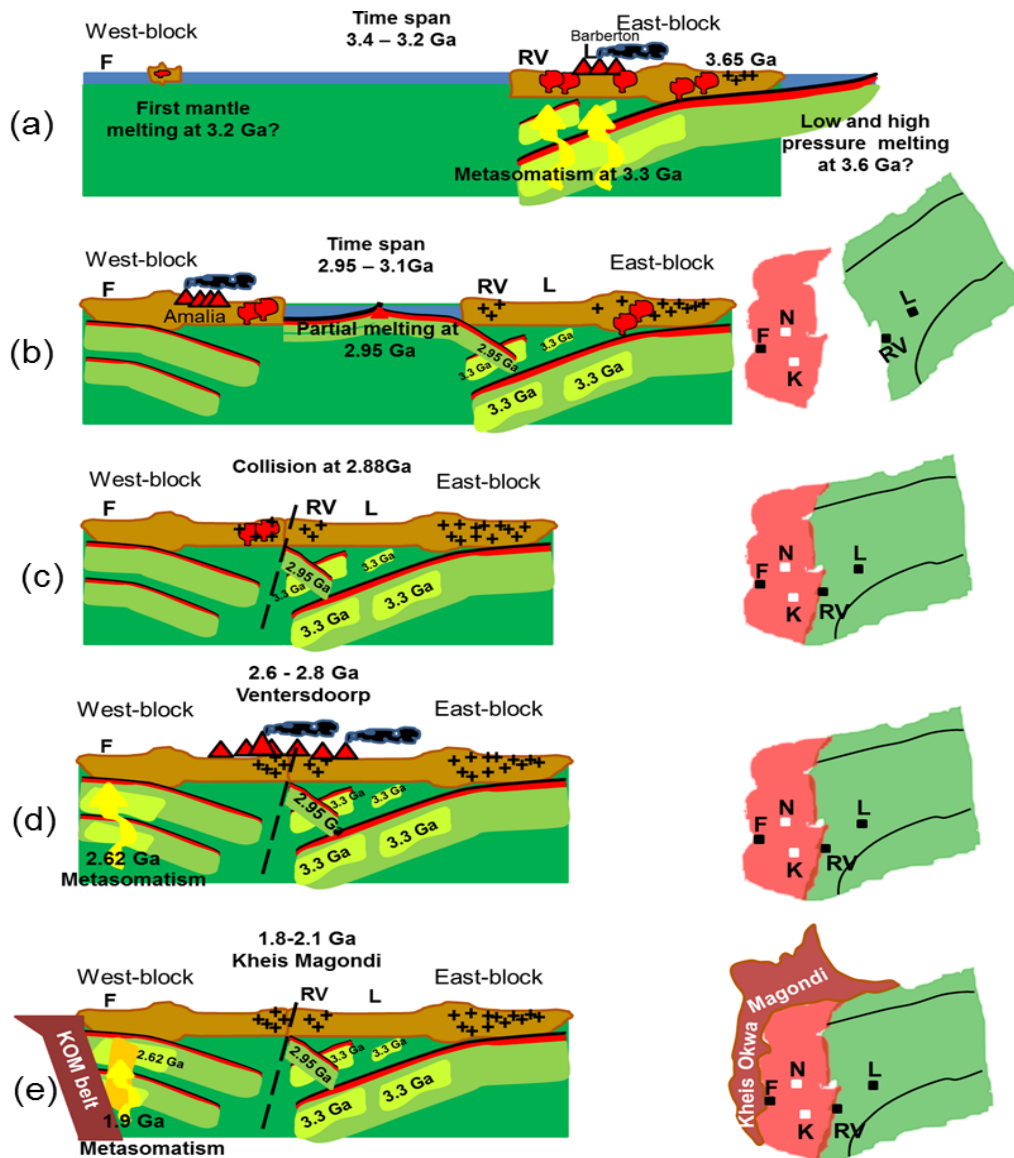 Time span
3.4 – 3.2 Ga
West-block
East-block
F
RV
Barberton
L
3.65 Ga
(a)
First mantle
melting at 3.2 Ga?
Metasomatism at 3.3 Ga
Low and high
pressure melting
at 3.6 Ga?
Time span
2.95 – 3.1Ga
West-block
East-block
F
RV
L
Amalia
(b)
Partial melting at
2.95 Ga
2.95 Ga
3.3 Ga
3.3 Ga
3.3 Ga
3.3 Ga
N
F
K
L
RV
Collision at 2.88Ga
West-block
East-block
F
RV
L
(c)
2.95 Ga
3.3 Ga
3.3 Ga
3.3 Ga
3.3 Ga
N
F
K
L
RV
2.6 - 2.8 Ga
Ventersdoorp
West-block
East-block
F
(d)
2.95 Ga
3.3 Ga
3.3 Ga
3.3 Ga
3.3 Ga
2.62 Ga
Metasomatism
N
F
K
L
RV
1.8-2.1 Ga
Kheis Magondi
West-block
East-block
F
RV
L
(e)
KOM belt
2.62 Ga
2.95 Ga
3.3 Ga
3.3 Ga
3.3 Ga
3.3 Ga
1.9 Ga
Metasomatism
Kheis Okwa Magondi
N
F
K
L
RV